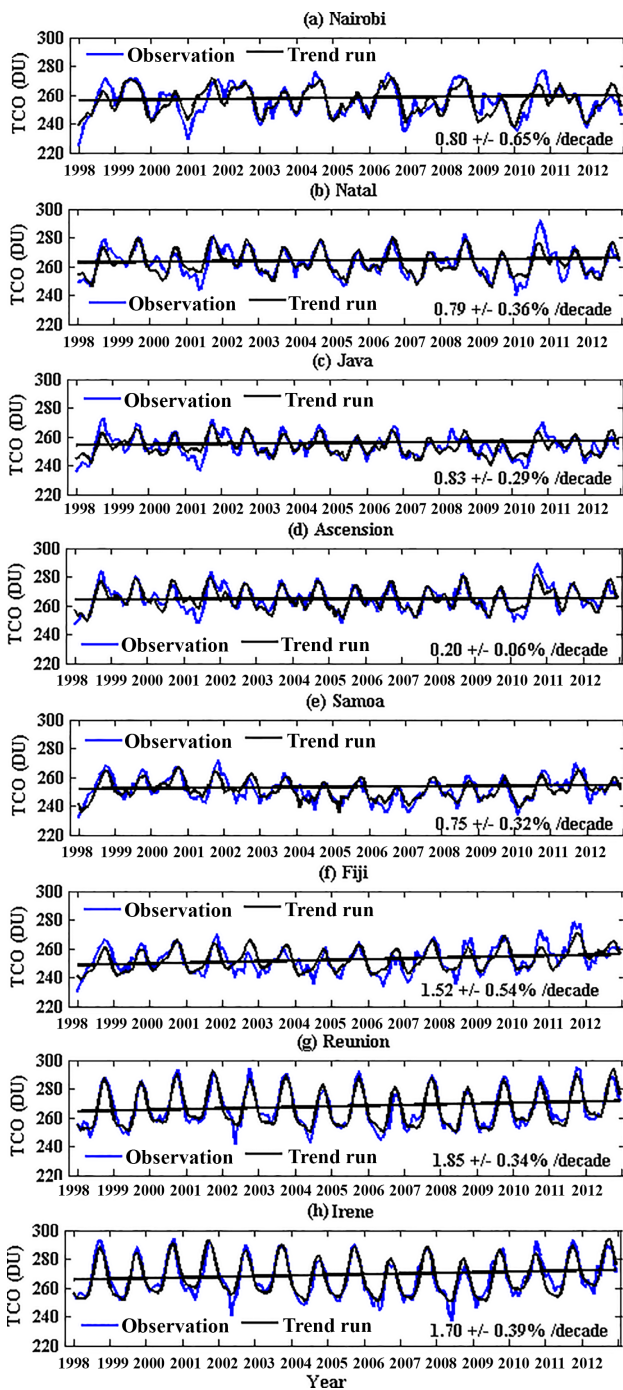 (a) Nairobi
300
280
260
240
220
TCO (DU)
Observation Trend run
0.80 +/- 0.65% /decade
1998 1999 2000 2001 2002 2003 2004 2005 2006 2007 2008 2009 2010 2011 2012
(b) Natal
300
280
260
240
220
TCO (DU)
Observation Trend run
0.79 +/- 0.36% /decade
1998 1999 2000 2001 2002 2003 2004 2005 2006 2007 2008 2009 2010 2011 2012
(c) Java
300
280
260
240
220
TCO (DU)
Observation Trend run
0.83 +/- 0.29% /decade
1998 1999 2000 2001 2002 2003 2004 2005 2006 2007 2008 2009 2010 2011 2012
(d) Ascension
300
280
260
240
220
TCO (DU)
Observation Trend run
0.20 +/- 0.06% /decade
1998 1999 2000 2001 2002 2003 2004 2005 2006 2007 2008 2009 2010 2011 2012
(e) Samoa
300
280
260
240
220
TCO (DU)
Observation Trend run
0.75 +/- 0.32% /decade
1998 1999 2000 2001 2002 2003 2004 2005 2006 2007 2008 2009 2010 2011 2012
(f) Fiji
300
280
260
240
220
TCO (DU)
Observation Trend run
1.52 +/- 0.54% /decade
1998 1999 2000 2001 2002 2003 2004 2005 2006 2007 2008 2009 2010 2011 2012
(g) Reunion
300
280
260
240
220
TCO (DU)
Observation Trend run
1.85 +/- 0.34% /decade
1998 1999 2000 2001 2002 2003 2004 2005 2006 2007 2008 2009 2010 2011 2012
(h) Irene
300
280
260
240
220
TCO (DU)
Observation Trend run
1.70 +/- 0.39% /decade
1998 1999 2000 2001 2002 2003 2004 2005 2006 2007 2008 2009 2010 2011 2012
Year